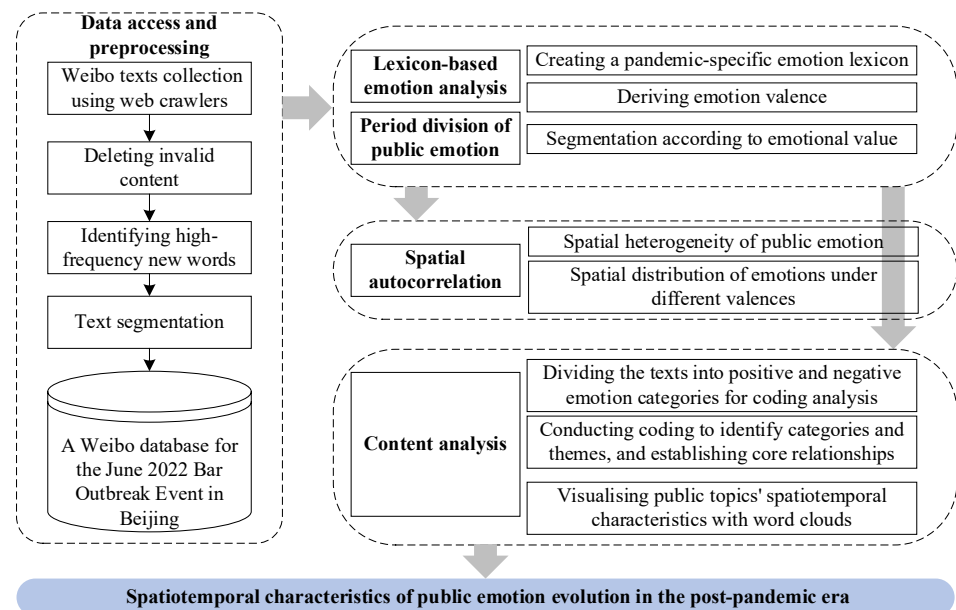 Data access and
preprocessing
Weibo texts collection
using web crawlers
Deleting invalid
content
Identifying high-
frequency new words
Text segmentation
A Weibo database for
the June 2022 Bar
Outbreak Event in
Beijing
Lexicon-based
emotion analysis
Creating a pandemic-specific emotion lexicon
Deriving emotion valence
Period division of
public emotion
Segmentation according to emotional value
Spatial
autocorrelation
Spatial heterogeneity of public emotion
Spatial distribution of emotions under
different valences
Content analysis
Dividing the texts into positive and negative
emotion categories for coding analysis
Conducting coding to identify categories and
themes, and establishing core relationships
Visualising public topics' spatiotemporal
characteristics with word clouds
Spatiotemporal characteristics of public emotion evolution in the post-pandemic era